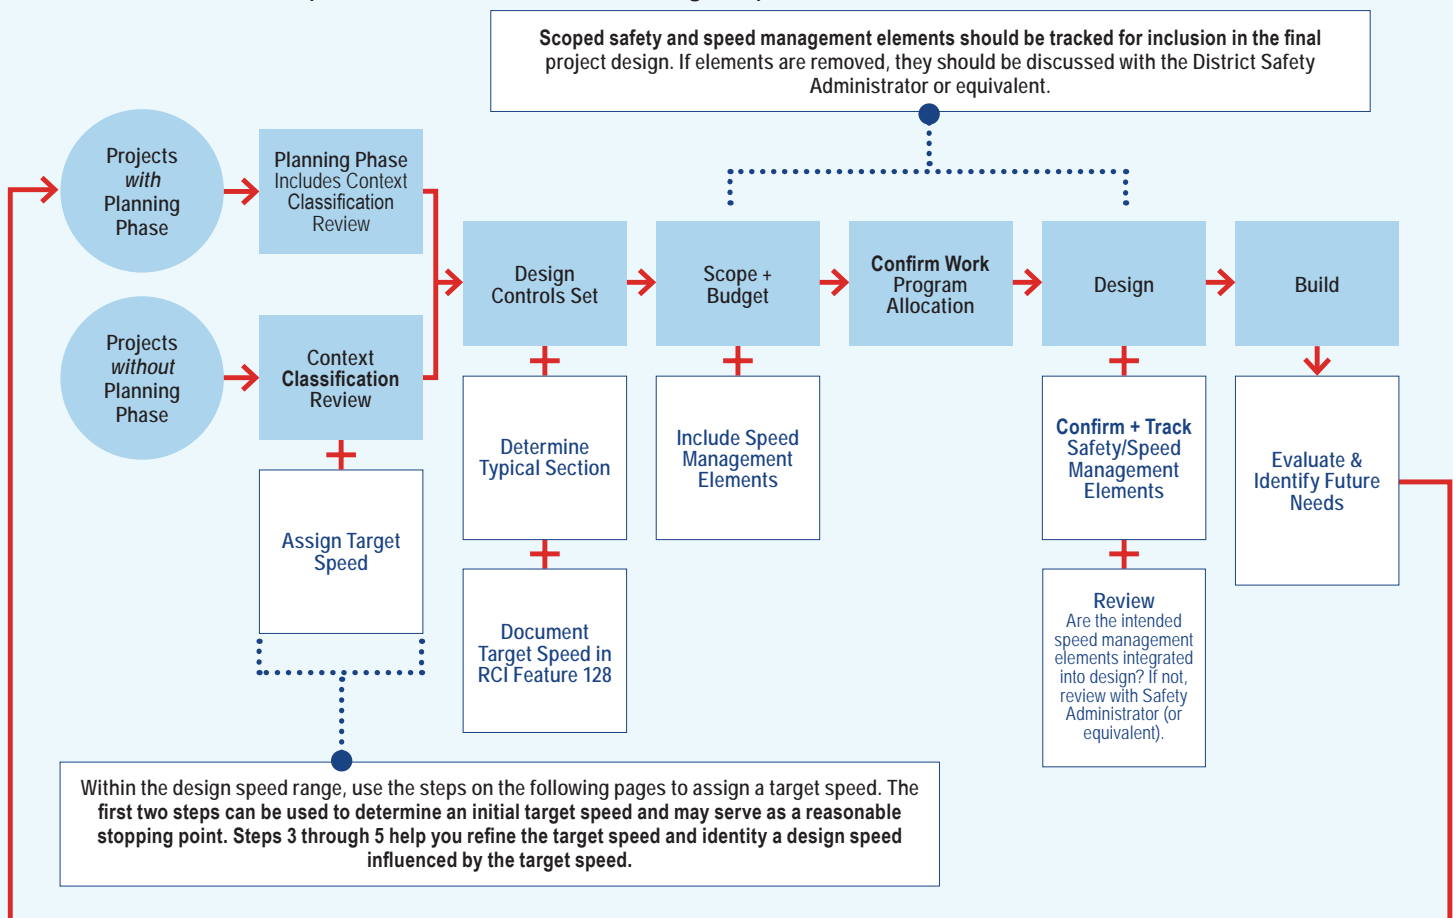 Scoped safety and speed management elements should be tracked for inclusion in the final
project design. If elements are removed, they should be discussed with the District Safety
Administrator or equivalent.
Projects
with
Planning
Phase
Planning Phase
Includes Context
Classification
Review
Projects
without
Planning
Phase
Context
Classification
Review
Design
Controls Set
Scope +
Budget
Confirm Work
Program
Allocation
Design
Build
Assign Target
Speed
Determine
Typical Section
Document
Target Speed in
RCI Feature 128
Include Speed
Management
Elements
Confirm + Track
Safety/Speed
Management
Elements
Review
Are the intended
speed management
elements integrated
into design? If not,
review with Safety
Administrator (or
equivalent).
Evaluate &
Identify Future
Needs
Within the design speed range, use the steps on the following pages to assign a target speed. The
first two steps can be used to determine an initial target speed and may serve as a reasonable
stopping point. Steps 3 through 5 help you refine the target speed and identity a design speed
influenced by the target speed.